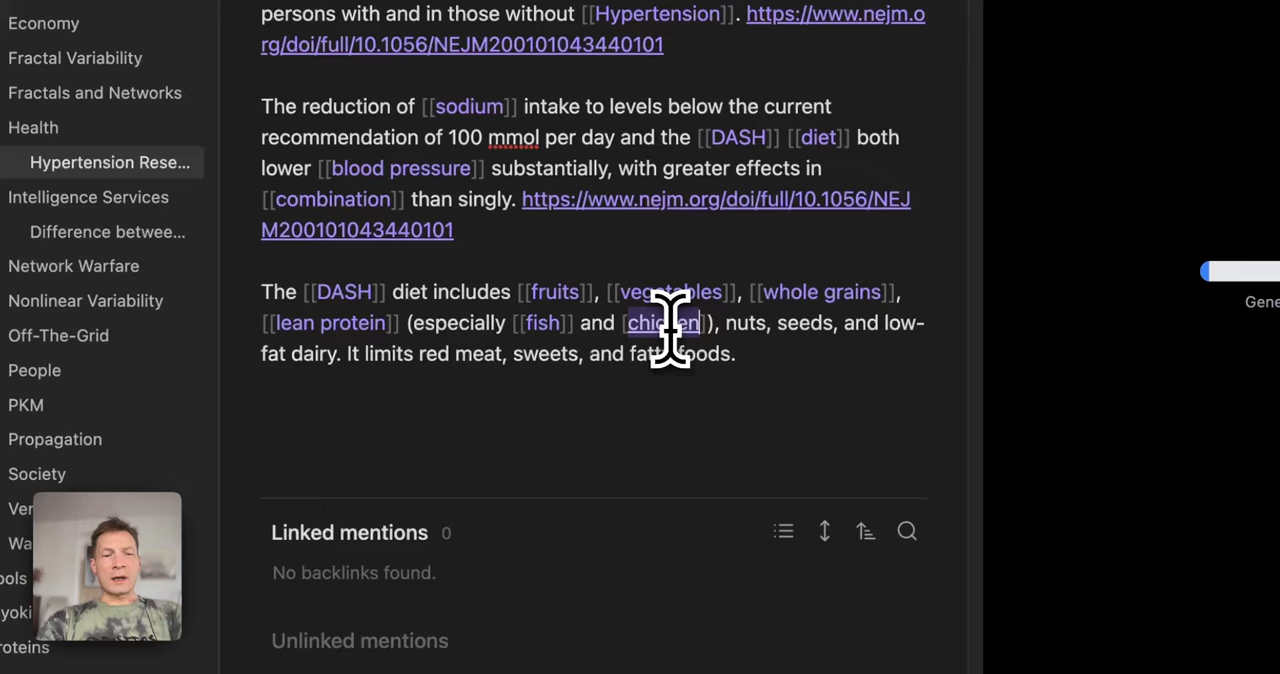 Economy
Fractal Variability
Fractals and Networks
Health
Hypertension Rese...
Intelligence Services
Difference betwee...
Network Warfare
Nonlinear Variability
Off-The-Grid
People
PKM
Propagation
Society
Ver
Wa
ools
yoki
roteins
persons with and in those without [[Hypertension]]. https://www.nejm.o
rg/doi/full/10.1056/NEJM200101043440101
The reduction of [[sodium]] intake to levels below the current
recommendation of 100 mmol per day and the [[DASH]] [[diet]] both
lower [[blood pressure]] substantially, with greater effects in
[[combination]] than singly. https://www.nejm.org/doi/full/10.1056/NEJ
M200101043440101
The [[DASH]] diet includes [[fruits]], [[vegetables]], [[whole grains]],
[[lean protein]] (especially [[fish]] and [chicken]), nuts, seeds, and low-
fat dairy. It limits red meat, sweets, and fatty foods.
Linked mentions 0
No backlinks found.
Unlinked mentions
Gene